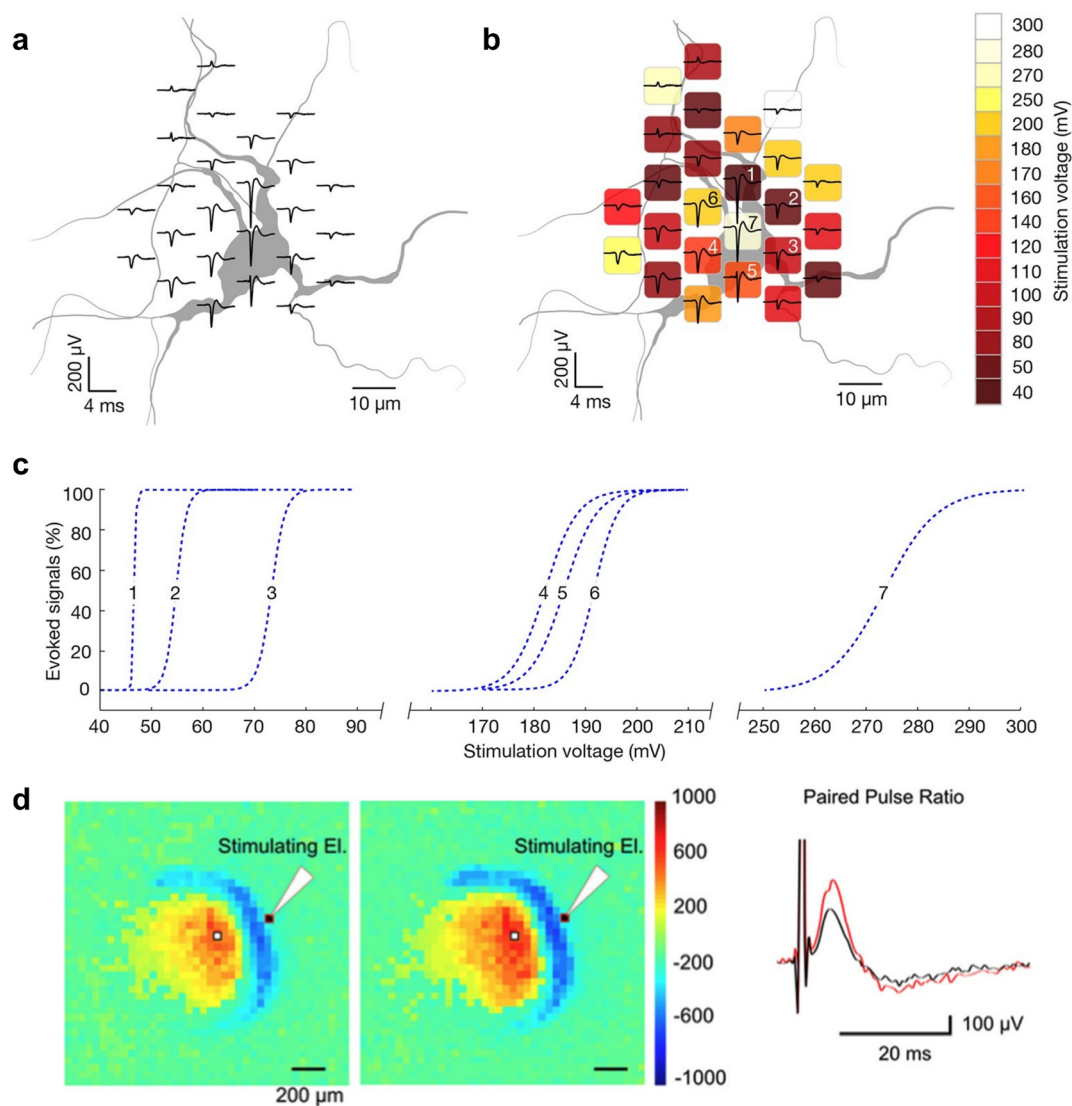 a
200 µV
4 ms
10 µm
b
1
2
3
4
5
6
7
200 µV
4 ms
10 µm
Stimulation voltage (mV)
300
280
270
250
200
180
170
160
140
120
110
100
90
80
50
40
c
Evoked signals (%)
100
80
60
40
20
0
1
2
3
4
5
6
7
40 50 60 70 80 90 170 180 190 200 210 250 260 270 280 290 300
Stimulation voltage (mV)
d
Stimulating El.
200 µm
Stimulating El.
1000
600
200
-200
-600
-1000
Paired Pulse Ratio
100 µV
20 ms